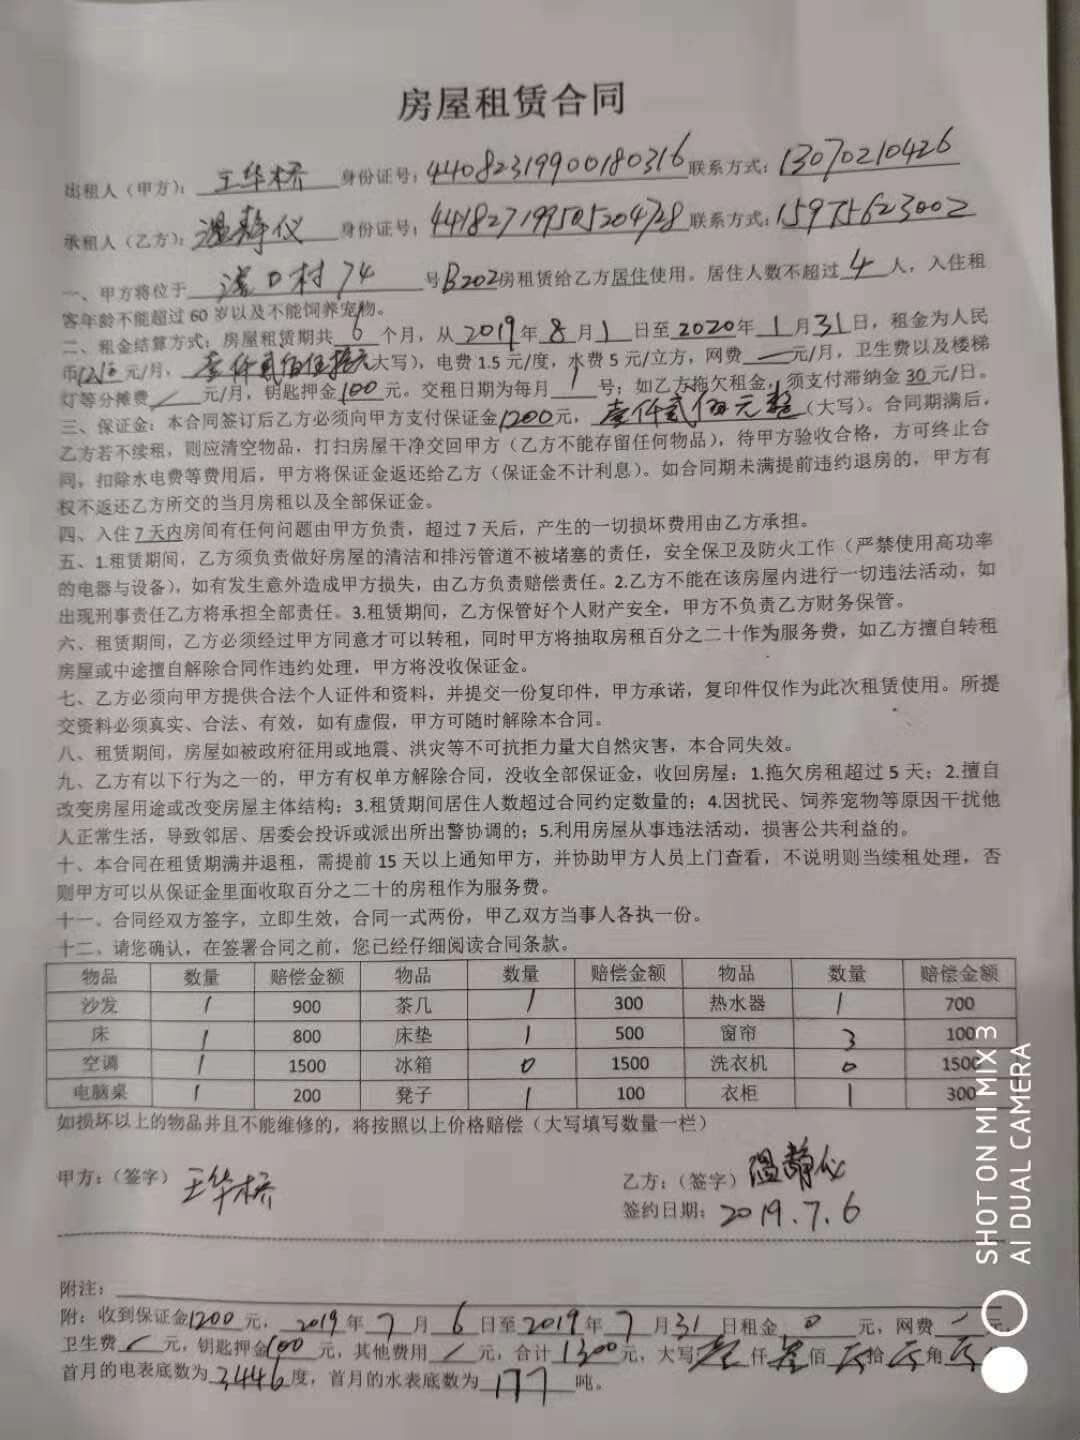 房屋租赁合同
出租人（甲方）：王华桥 身份证号：440823199900180316 联系方式：13070210426
承租人（乙方）：温静仪 身份证号：441827199505204728 联系方式：15975623002
一、甲方将位于 村74 号B202房租赁给乙方居住使用。居住人数不超过 4 人，入住租
客年龄不能超过 60 岁以及不能饲养宠物。
二、租金结算方式：房屋租赁期共 6 个月，从 2019年 8 月 1 日至 2020年 1 月 31 日，租金为人民
币 元/月，壹仟贰佰 大写），电费 1.5 元/度，水费 5 元/立方，网费 — 元/月，卫生费以及楼梯
灯等分摊费 / 元/月，钥匙押金 100 元。交租日期为每月 1 号；如乙方拖欠租金，须支付滞纳金 30 元/日。
三、保证金：本合同签订后乙方必须向甲方支付保证金1200元，壹仟贰佰元整（大写）。合同期满后，
乙方若不续租，则应清空物品，打扫房屋干净交回甲方（乙方不能存留任何物品），待甲方验收合格，方可终止合
同，扣除水电费等费用后，甲方将保证金返还给乙方（保证金不计利息）。如合同期未满提前违约退房的，甲方有
权不返还乙方所交的当月房租以及全部保证金。
四、入住 7 天内房间有任何问题由甲方负责，超过 7 天后，产生的一切损坏费用由乙方承担。
五、1.租赁期间，乙方须负责做好房屋的清洁和排污管道不被堵塞的责任，安全保卫及防火工作（严禁使用高功率
的电器与设备），如有发生意外造成甲方损失，由乙方负责赔偿责任。2.乙方不能在该房屋内进行一切违法活动，如
出现刑事责任乙方将承担全部责任。3.租赁期间，乙方保管好个人财产安全，甲方不负责乙方财务保管。
六、租赁期间，乙方必须经过甲方同意才可以转租，同时甲方将抽取房租百分之二十作为服务费，如乙方擅自转租
房屋或中途擅自解除合同作违约处理，甲方将没收保证金。
七、乙方必须向甲方提供合法个人证件和资料，并提交一份复印件，甲方承诺，复印件仅作为此次租赁使用。所提
交资料必须真实、合法、有效，如有虚假，甲方可随时解除本合同。
八、租赁期间，房屋如被政府征用或地震、洪灾等不可抗拒力量大自然灾害，本合同失效。
九、乙方有以下行为之一的，甲方有权单方解除合同，没收全部保证金，收回房屋：1.拖欠房租超过 5 天；2.擅自
改变房屋用途或改变房屋主体结构；3.租赁期间居住人数超过合同约定数量的；4.因扰民、饲养宠物等原因干扰他
人正常生活，导致邻居、居委会投诉或派出所出警协调的；5.利用房屋从事违法活动，损害公共利益的。
十、本合同在租赁期满并退租，需提前 15 天以上通知甲方，并协助甲方人员上门查看，不说明则当续租处理，否
则甲方可以从保证金里面收取百分之二十的房租作为服务费。
十一、合同经双方签字，立即生效，合同一式两份，甲乙双方当事人各执一份。
十二、请您确认，在签署合同之前，您已经仔细阅读合同条款。
物品 数量 赔偿金额 物品 数量 赔偿金额 物品 数量 赔偿金额
沙发 1 900 茶几 1 300 热水器 1 700
床 1 800 床垫 1 500 窗帘 3 100
空调 1 1500 冰箱 0 1500 洗衣机 0 1500
电脑桌 1 200 凳子 1 100 衣柜 1 300
如损坏以上的物品并且不能维修的，将按照以上价格赔偿（大写填写数量一栏）
甲方：（签字）王华桥 乙方：（签字）温静仪
签约日期：2019.7.6
附注：
附：收到保证金1200 元，2019年 7 月 6 日至2019年 7 月31 日租金 0 元，网费 / 元，
卫生费 / 元，钥匙押金100 元，其他费用 / 元，合计 1300元，大写壹仟叁佰 拾 角
首月的电表底数为 3446度，首月的水表底数为 177 吨。
SHOT ON MI MIX 3
AI DUAL CAMERA